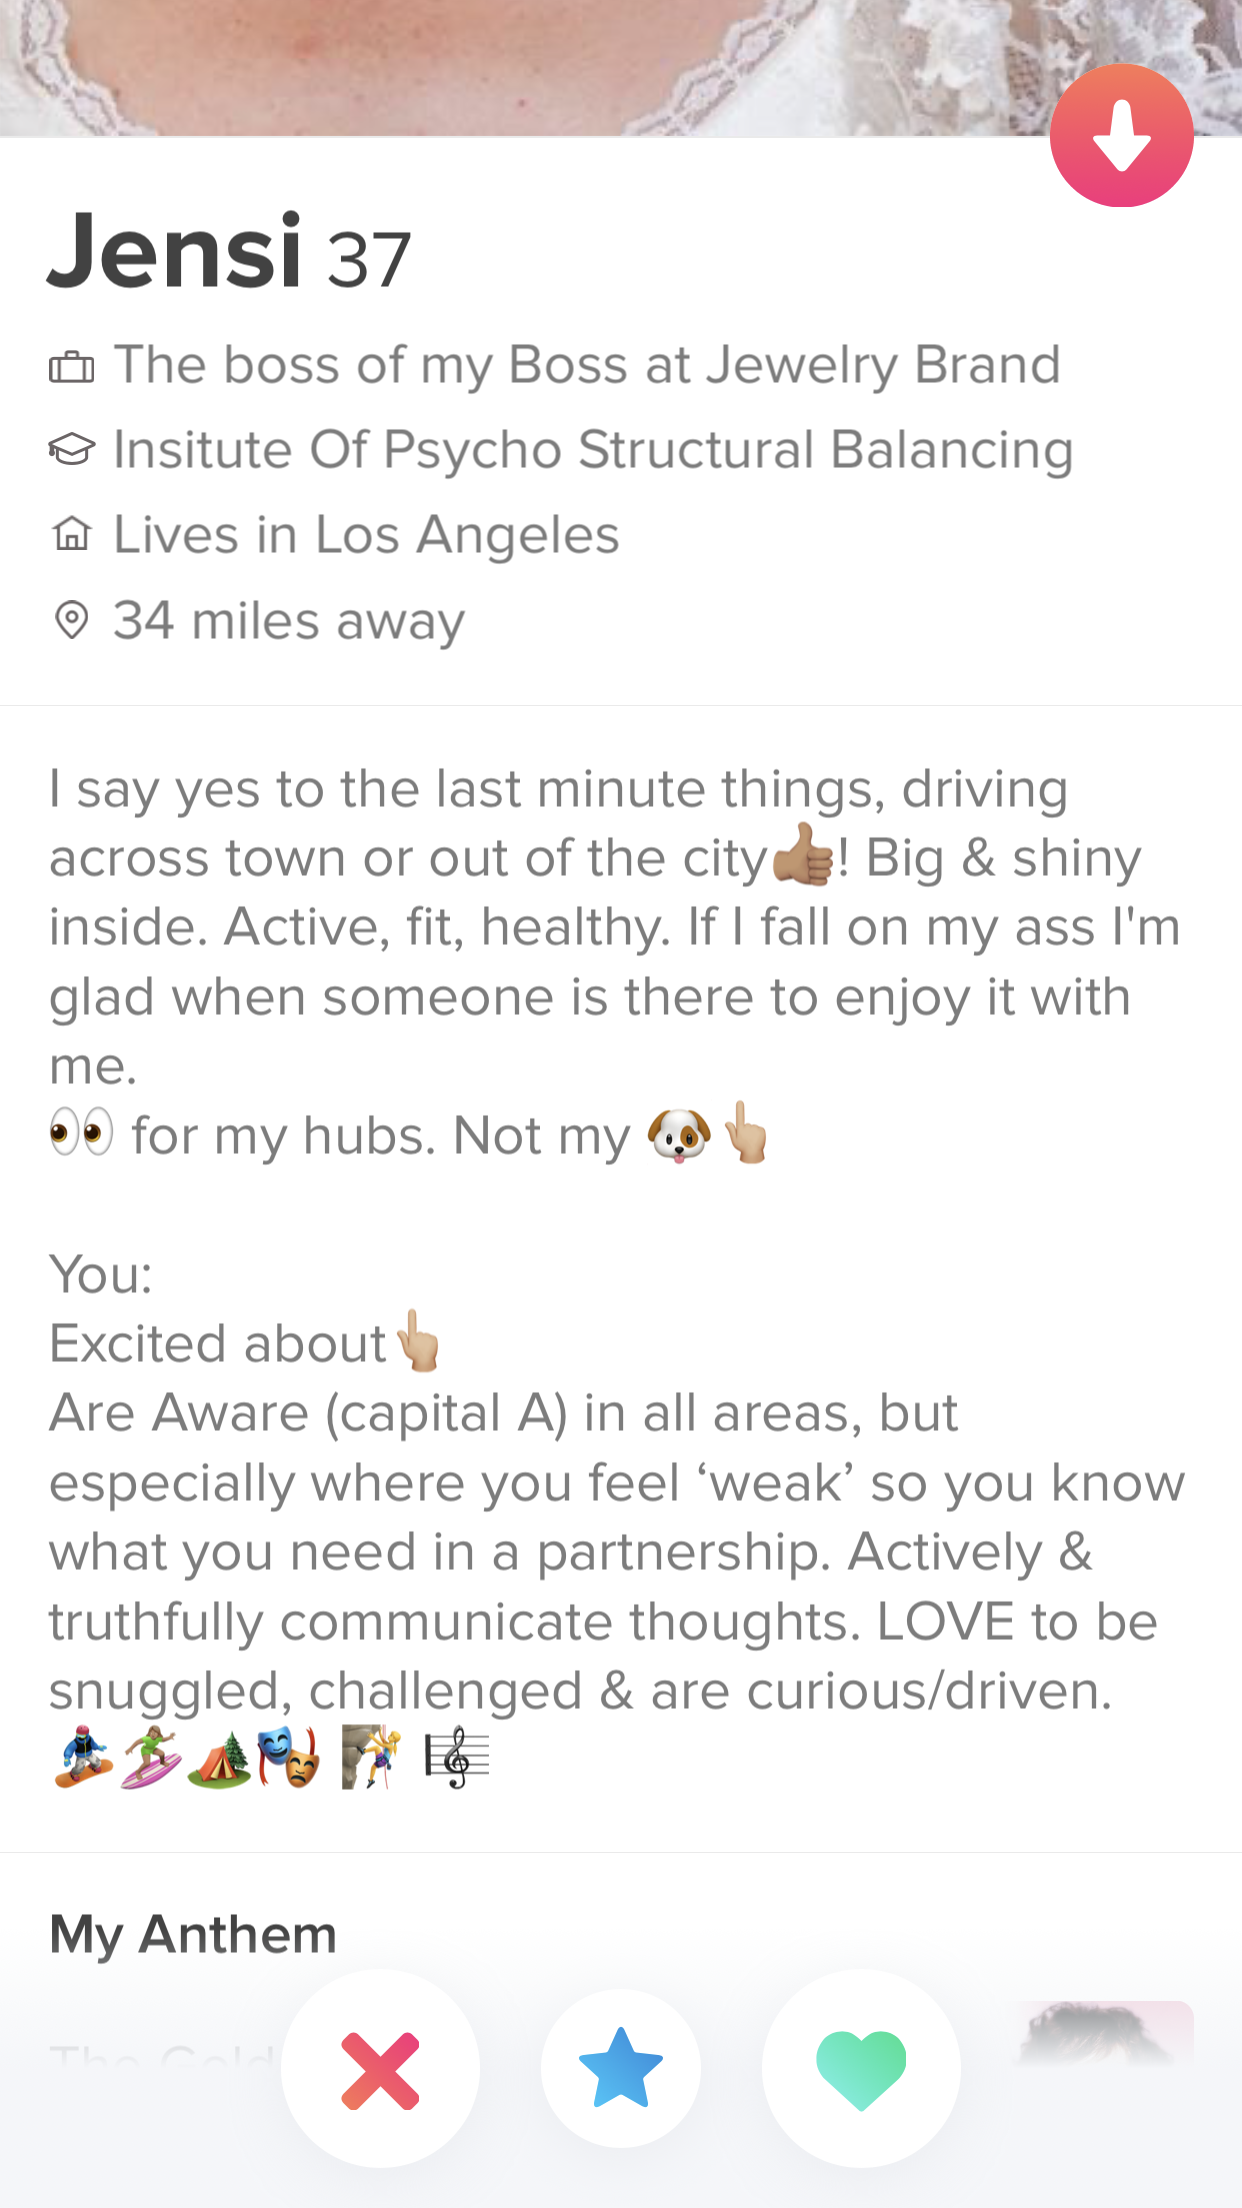 Jensi 37
The boss of my Boss at Jewelry Brand
Insitute Of Psycho Structural Balancing
Lives in Los Angeles
34 miles away
I say yes to the last minute things, driving
across town or out of the city👍🏽! Big & shiny
inside. Active, fit, healthy. If I fall on my ass I'm
glad when someone is there to enjoy it with
me.
👀 for my hubs. Not my 🐶👆🏼
You:
Excited about👆🏼
Are Aware (capital A) in all areas, but
especially where you feel ‘weak’ so you know
what you need in a partnership. Actively &
truthfully communicate thoughts. LOVE to be
snuggled, challenged & are curious/driven.
🏂🏄🏽‍♀️🏕🎭🧗‍♀️🎼
My Anthem
The Gold